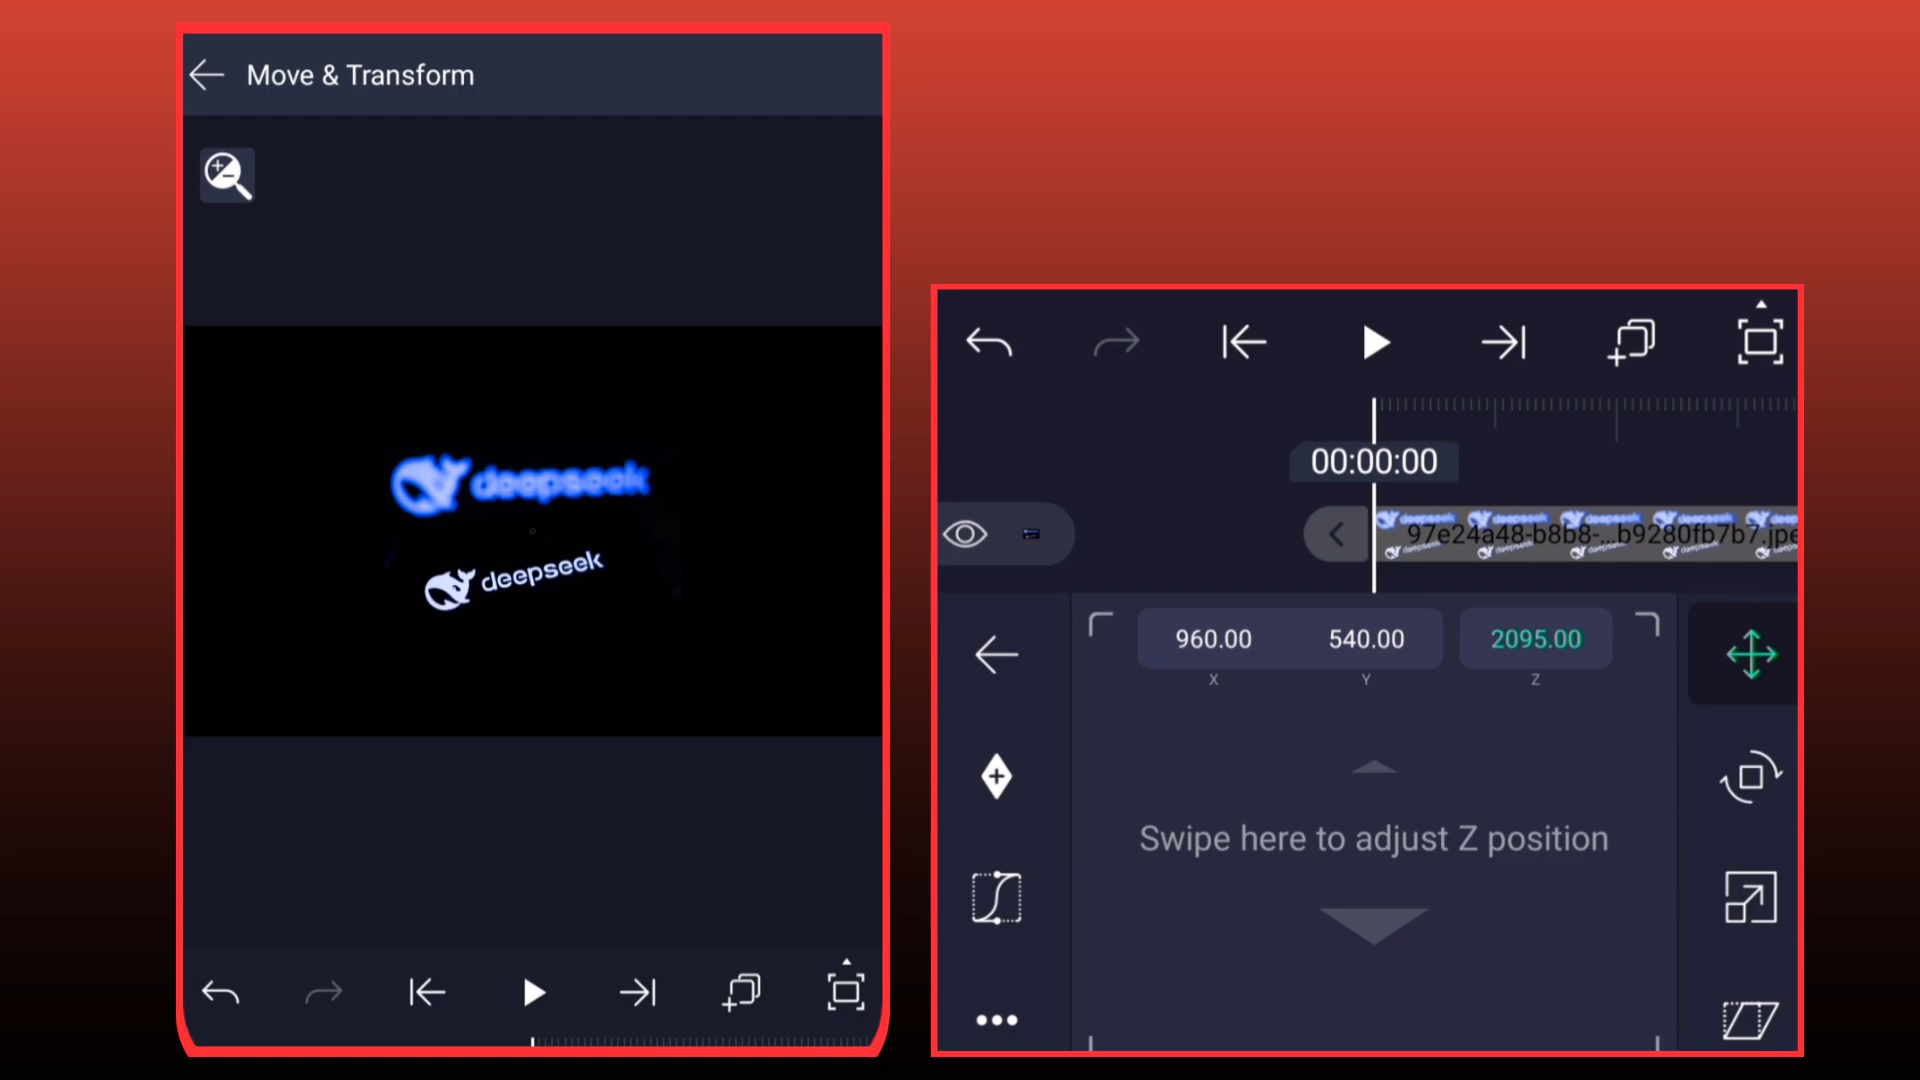 Move & Transform
deepseek
deepseek
00:00:00
97e24a48-b8b8-...b9280fb7b7.jpe
960.00 540.00 2095.00
X Y Z
Swipe here to adjust Z position